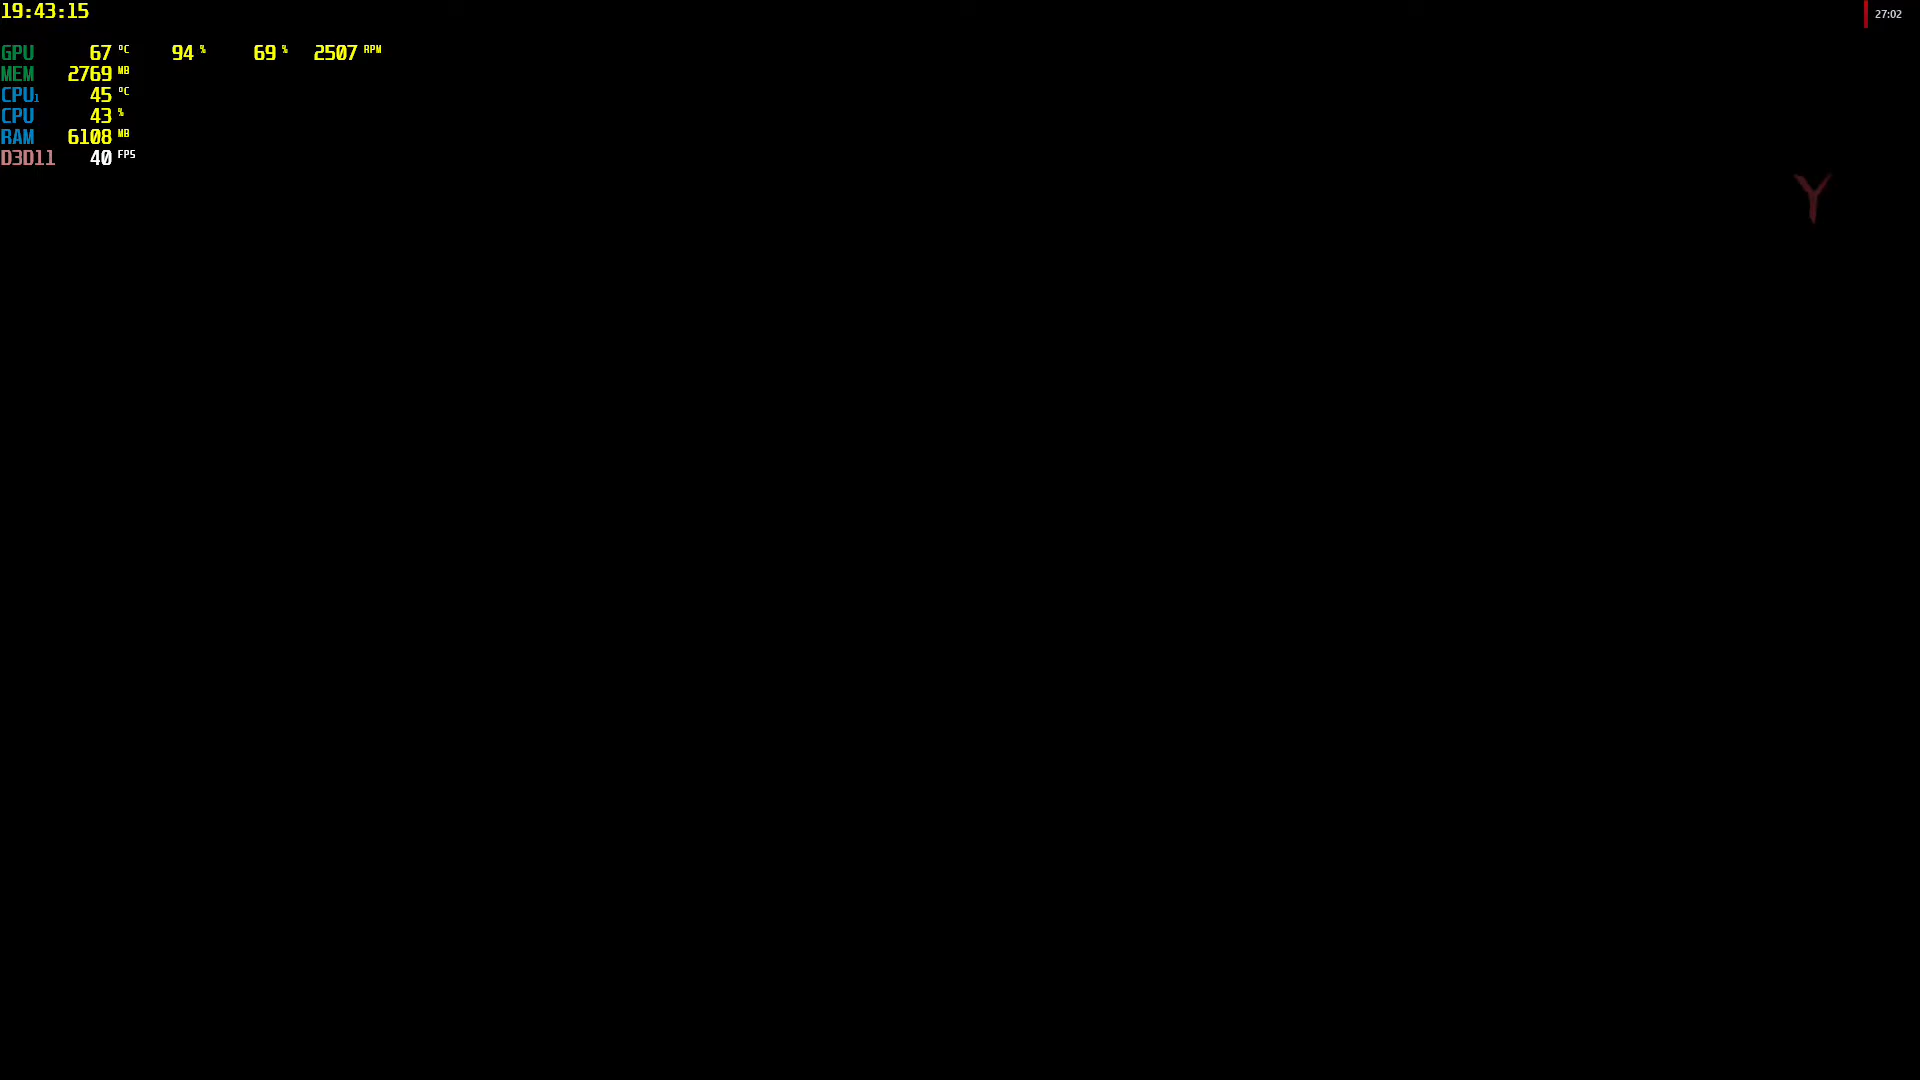 19:43:15
27:02
GPU 67 °C 94 % 69 % 2507 RPM
MEM 2769 MB
CPU1 45 °C
CPU 43 %
RAM 6108 MB
D3D11 40 FPS
Y